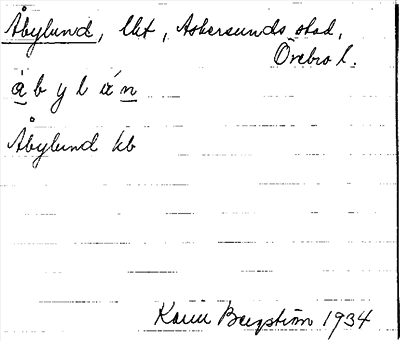 Åbylund, lht, Askersunds stad,
Örebro l.
ǻ b y l ú n
Åbylund kb
Karin Bergström 1934